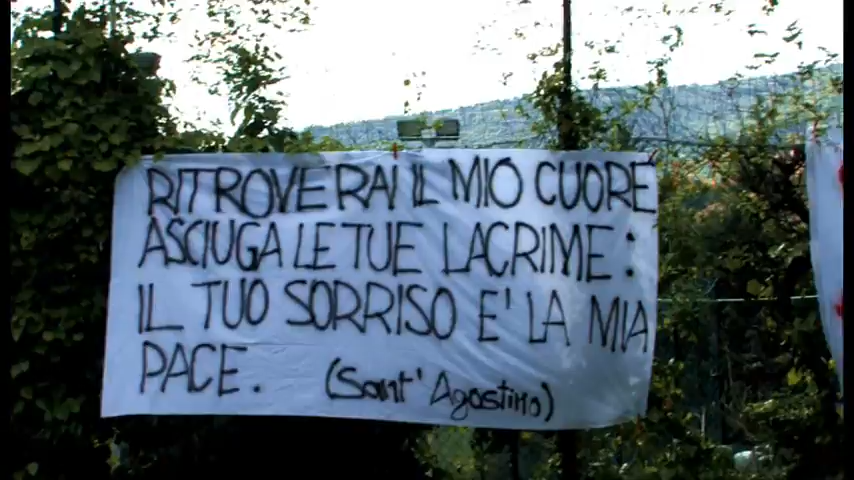 RITROVERAI IL MIO CUORE
ASCIUGA LE TUE LACRIME :
IL TUO SORRISO E' LA MIA
PACE. (Sant' Agostino)